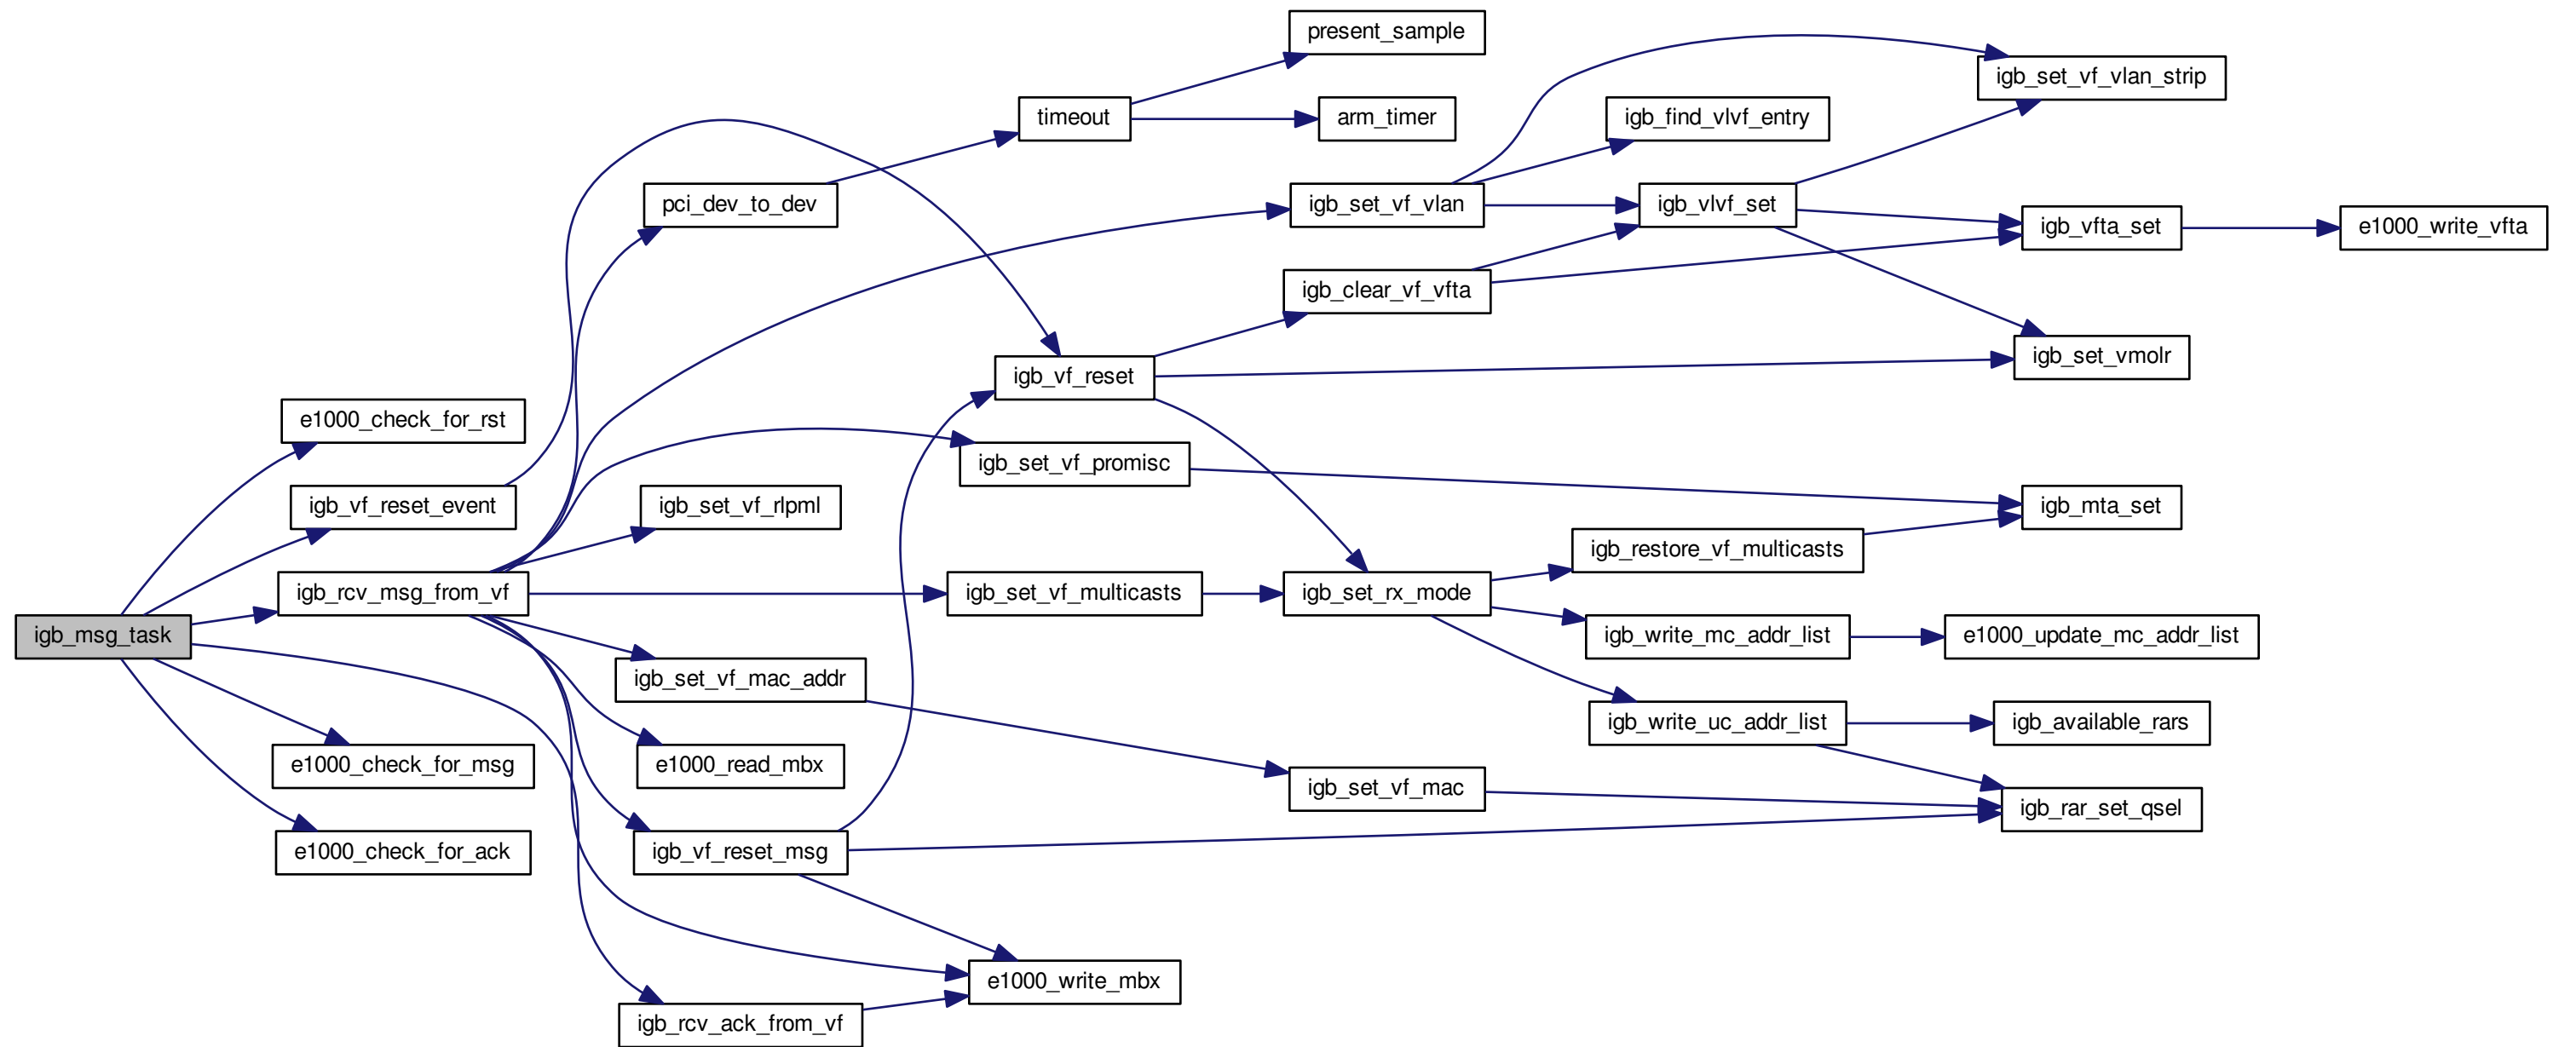 present_sample
igb_set_vf_vlan_strip
timeout
arm_timer
igb_find_vlvf_entry
pci_dev_to_dev
igb_set_vf_vlan
igb_vlvf_set
igb_vfta_set
e1000_write_vfta
igb_clear_vf_vfta
igb_set_vmolr
igb_vf_reset
e1000_check_for_rst
igb_set_vf_promisc
igb_vf_reset_event
igb_set_vf_rlpml
igb_mta_set
igb_restore_vf_multicasts
igb_rcv_msg_from_vf
igb_set_vf_multicasts
igb_set_rx_mode
igb_msg_task
igb_write_mc_addr_list
e1000_update_mc_addr_list
igb_set_vf_mac_addr
igb_write_uc_addr_list
igb_available_rars
e1000_check_for_msg
e1000_read_mbx
igb_set_vf_mac
igb_rar_set_qsel
e1000_check_for_ack
igb_vf_reset_msg
e1000_write_mbx
igb_rcv_ack_from_vf